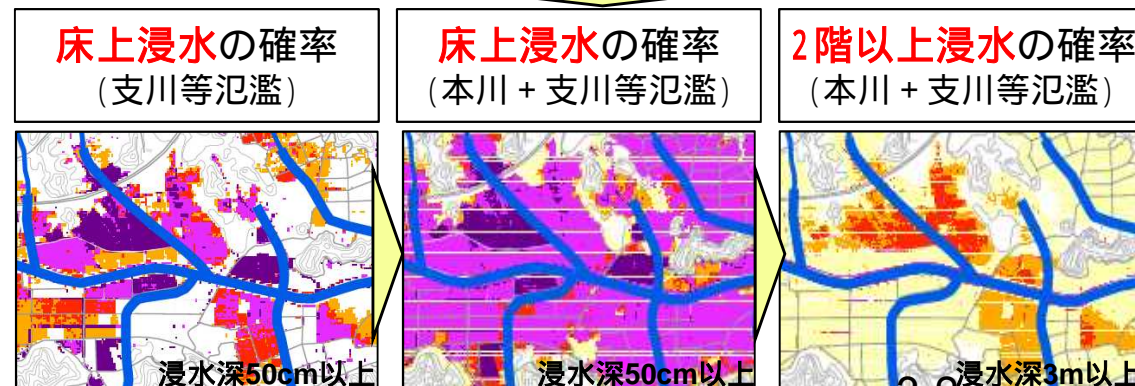 床上浸水の確率
(支川等氾濫)
床上浸水の確率
(本川+支川等氾濫)
2階以上浸水の確率
(本川+支川等氾濫)
浸水深50cm以上
浸水深50cm以上
浸水深3m以上